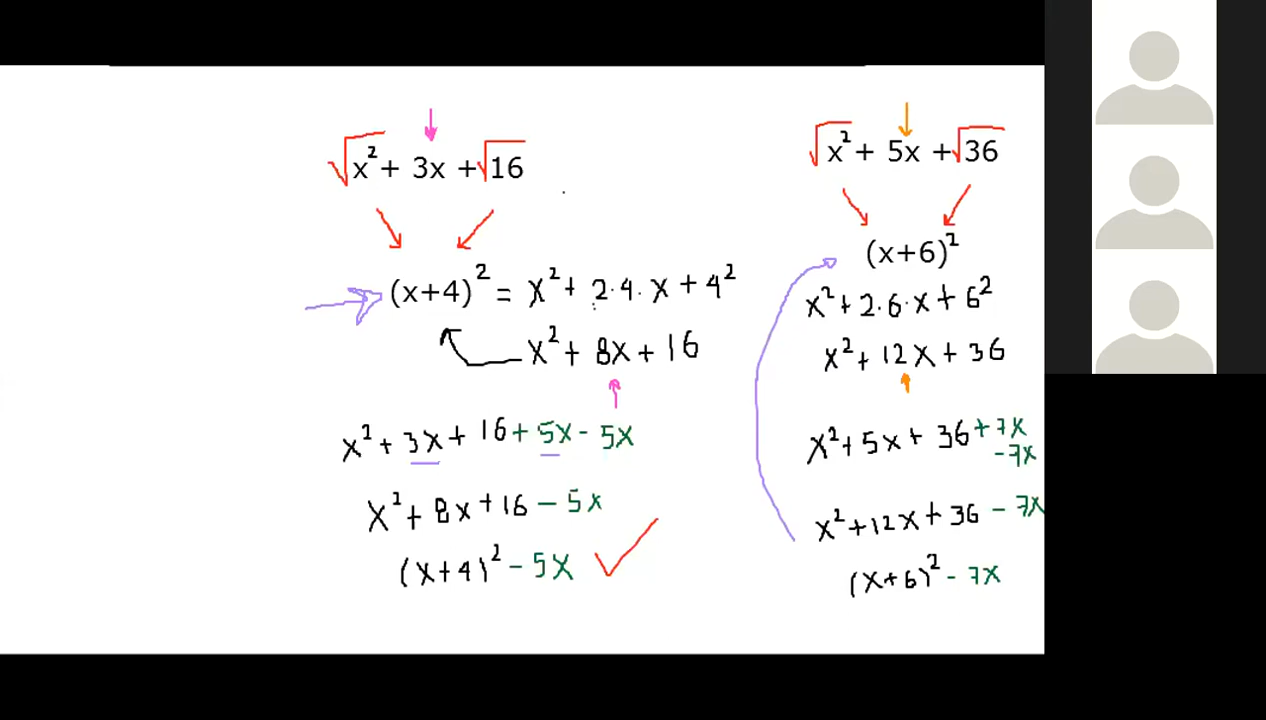 √x² + 3x + √16
(x+4)² = x² + 2·4·x + 4²
x² + 8x + 16
x² + 3x + 16 + 5x - 5x
x² + 8x + 16 - 5x
(x+4)² - 5x
√x² + 5x + √36
(x+6)²
x² + 2·6·x + 6²
x² + 12x + 36
x² + 5x + 36 + 7x
- 7x
x² + 12x + 36 - 7x
(x+6)² - 7x